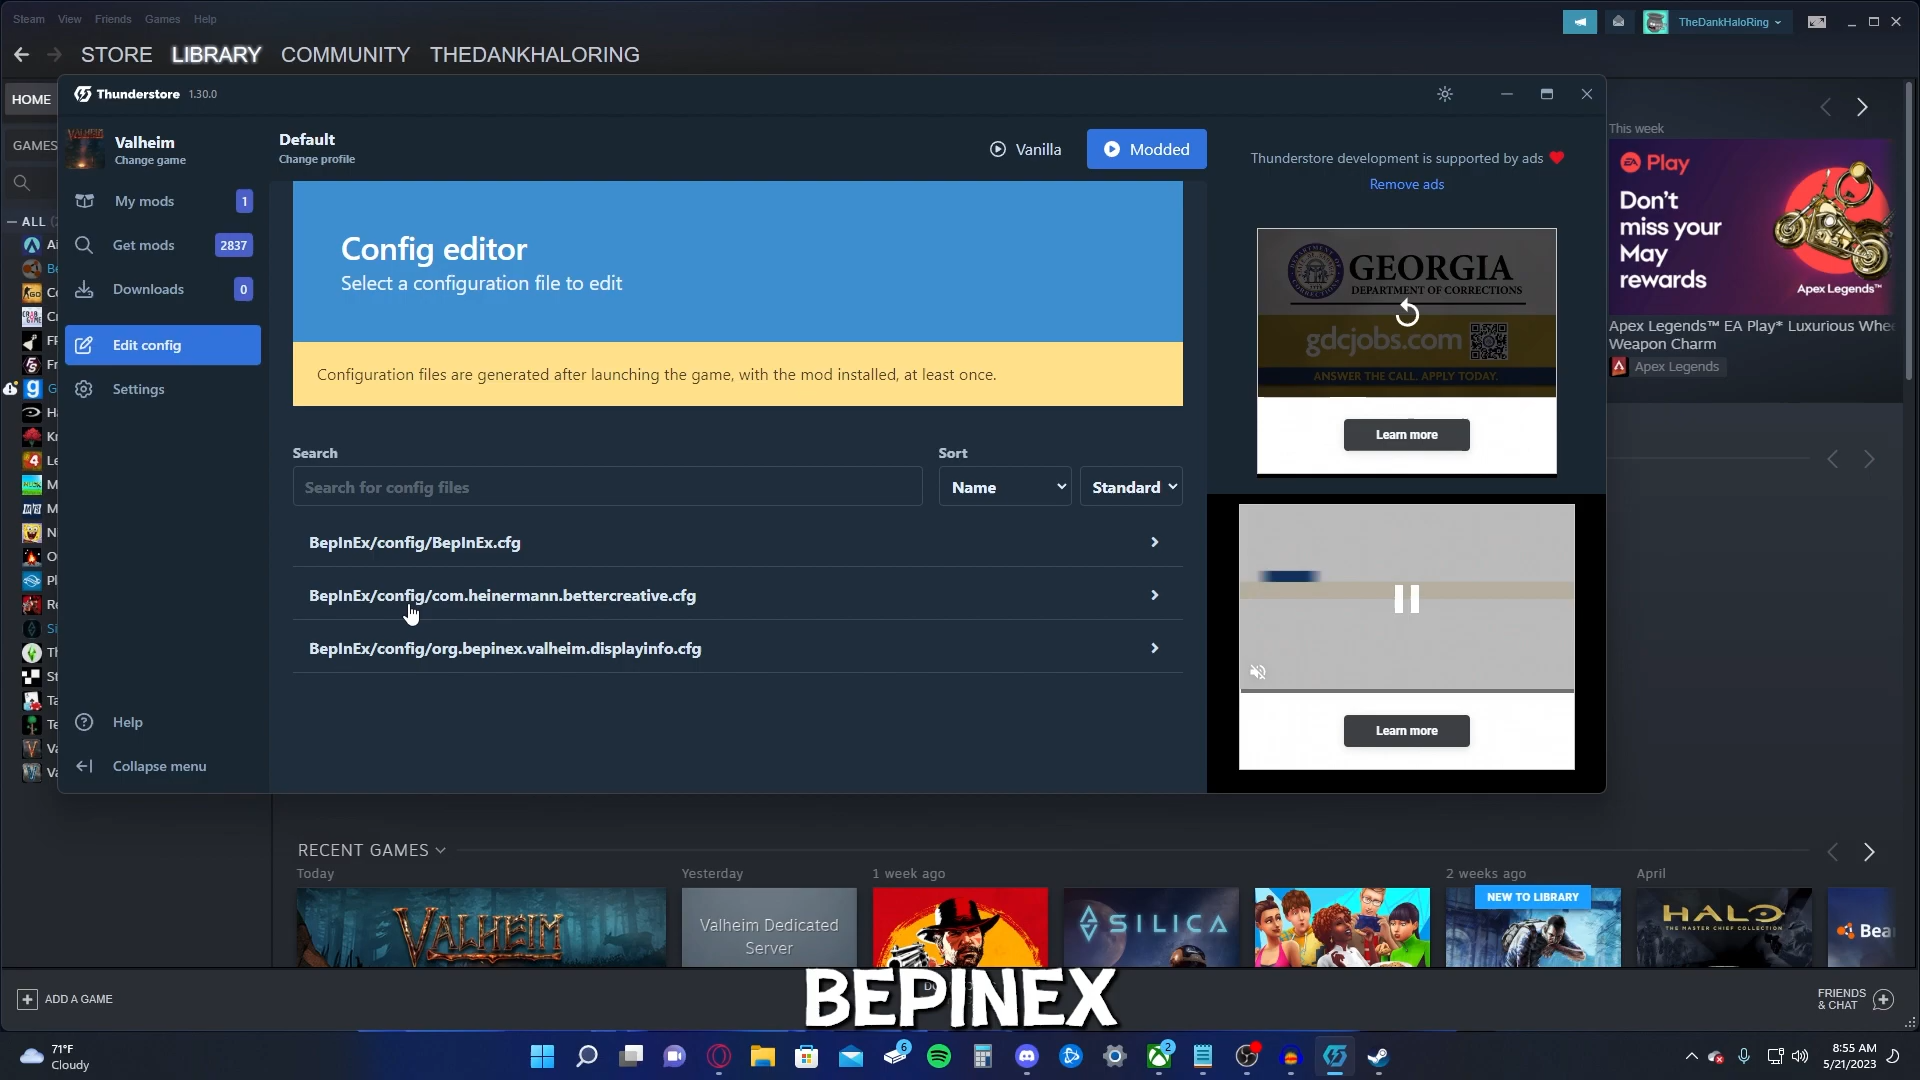 Steam View Friends Games Help
TheDankHaloRing
STORE LIBRARY COMMUNITY THEDANKHALORING
HOME
GAMES
ALL
Thunderstore 1.30.0
Valheim
Change game
Default
Change profile
Vanilla
Modded
My mods 1
Get mods 2837
Downloads 0
Edit config
Settings
Help
Collapse menu
Config editor
Select a configuration file to edit
Configuration files are generated after launching the game, with the mod installed, at least once.
Search
Search for config files
Sort
Name
Standard
BepInEx/config/BepInEx.cfg
BepInEx/config/com.heinermann.bettercreative.cfg
BepInEx/config/org.bepinex.valheim.displayinfo.cfg
Thunderstore development is supported by ads
Remove ads
GEORGIA
DEPARTMENT OF CORRECTIONS
gdcjobs.com
ANSWER THE CALL. APPLY TODAY.
Learn more
Learn more
This week
EA Play
Don't
miss your
May
rewards
Apex Legends™
Apex Legends™ EA Play* Luxurious Whee
Weapon Charm
Apex Legends
RECENT GAMES
Today
Yesterday
1 week ago
2 weeks ago
April
VALHEIM
Valheim Dedicated
Server
SILICA
NEW TO LIBRARY
HALO
THE MASTER CHIEF COLLECTION
Bea
BEPINEX
ADD A GAME
FRIENDS
& CHAT
71°F
Cloudy
6
2
8:55 AM
5/21/2023